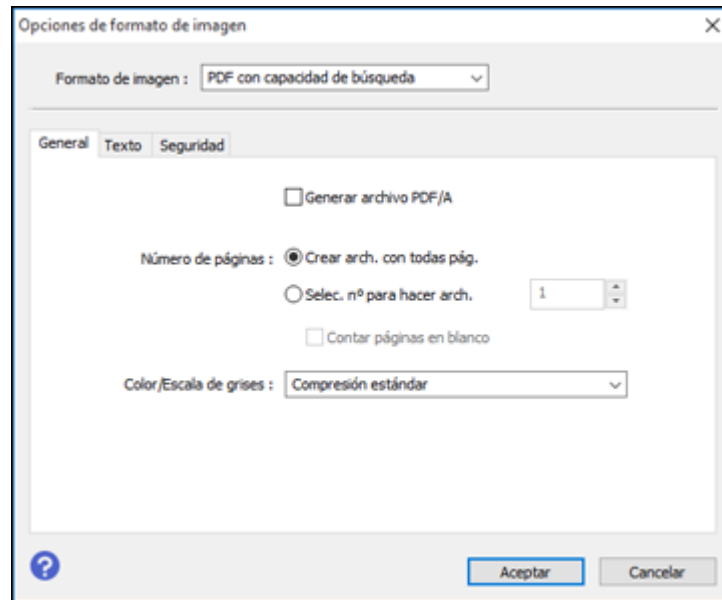 Opciones de formato de imagen
Formato de imagen : PDF con capacidad de búsqueda
General Texto Seguridad
Generar archivo PDF/A
Número de páginas : Crear arch. con todas pág.
Selec. nº para hacer arch. 1
Contar páginas en blanco
Color/Escala de grises : Compresión estándar
? Aceptar Cancelar